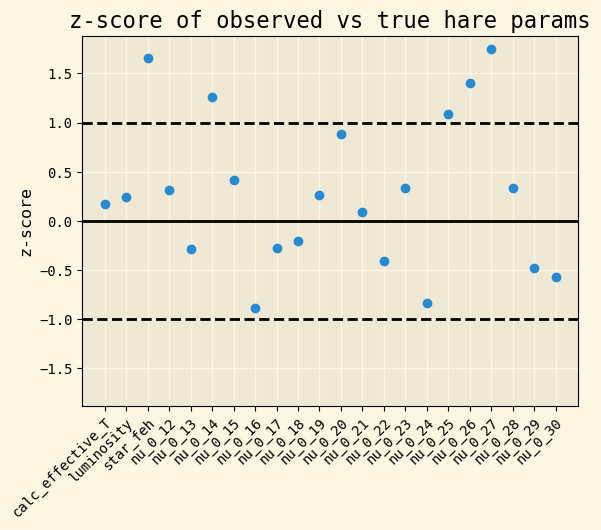 z-score of observed vs true hare params
z-score
1.5
1.0
0.5
0.0
−0.5
−1.0
−1.5
calc_effective_T
luminosity
star_feh
nu_0_12
nu_0_13
nu_0_14
nu_0_15
nu_0_16
nu_0_17
nu_0_18
nu_0_19
nu_0_20
nu_0_21
nu_0_22
nu_0_23
nu_0_24
nu_0_25
nu_0_26
nu_0_27
nu_0_28
nu_0_29
nu_0_30